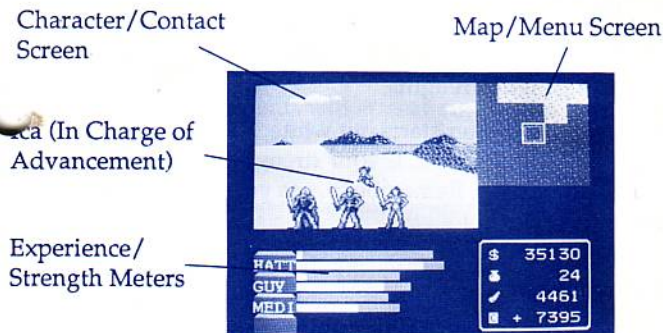 Character/Contact
Screen
Map/Menu Screen
Ica (In Charge of
Advancement)
Experience/
Strength Meters
HATT
GUY
MEDI
$ 35130
24
4461
+ 7395